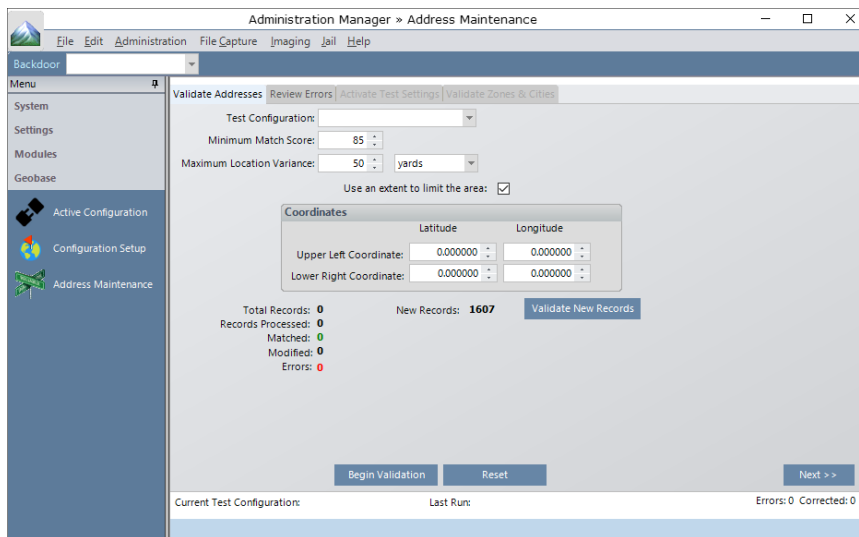 Administration Manager » Address Maintenance
File Edit Administration File Capture Imaging Jail Help
Backdoor
Menu
System
Settings
Modules
Geobase
Active Configuration
Configuration Setup
Address Maintenance
Validate Addresses Review Errors Activate Test Settings Validate Zones & Cities
Test Configuration:
Minimum Match Score: 85
Maximum Location Variance: 50 yards
Use an extent to limit the area:
Coordinates
Latitude Longitude
Upper Left Coordinate: 0.000000 0.000000
Lower Right Coordinate: 0.000000 0.000000
Total Records: 0 New Records: 1607 Validate New Records
Records Processed: 0
Matched: 0
Modified: 0
Errors: 0
Begin Validation Reset Next >>
Current Test Configuration: Last Run: Errors: 0 Corrected: 0